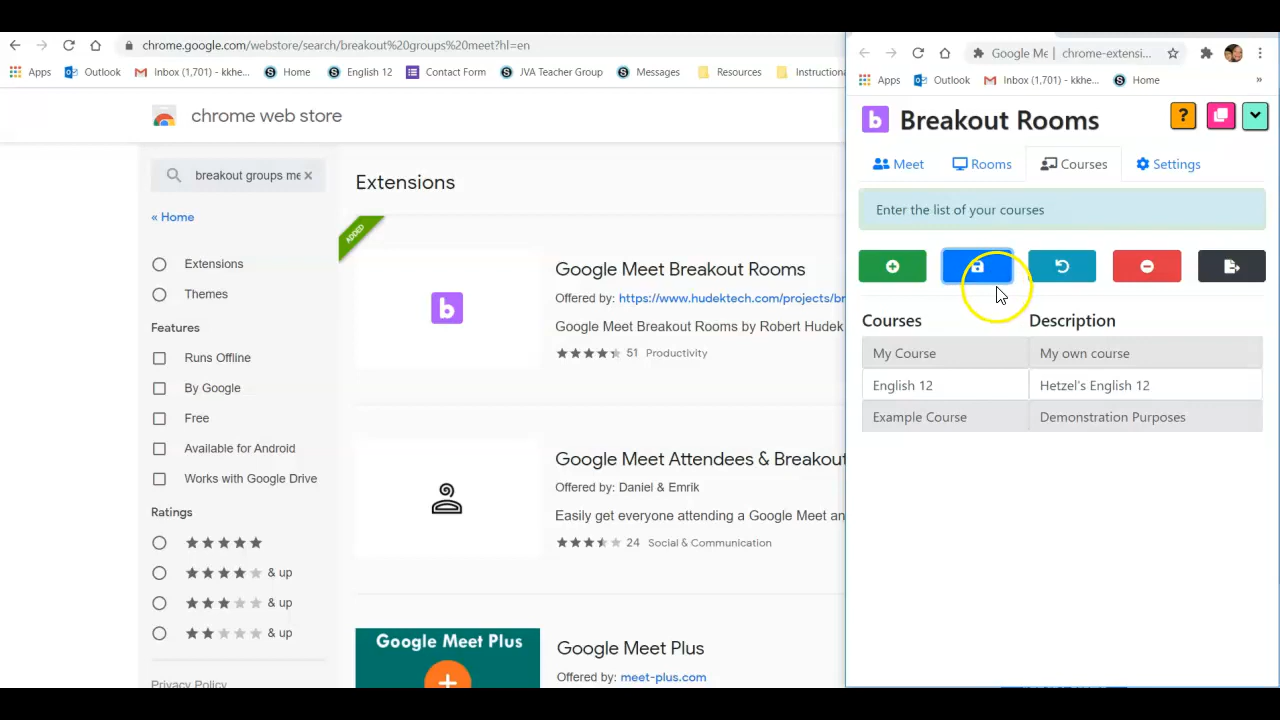 chrome.google.com/webstore/search/breakout%20groups%20meet?hl=en
Apps Outlook Inbox (1,701) - kkhe... Home English 12 Contact Form JVA Teacher Group Messages Resources Instructiona
chrome web store
breakout groups me
« Home
Extensions
Themes
Features
Runs Offline
By Google
Free
Available for Android
Works with Google Drive
Ratings
& up
& up
& up
Privacy Policy
Extensions
ADDED
Google Meet Breakout Rooms
Offered by: https://www.hudektech.com/projects/br
Google Meet Breakout Rooms by Robert Hudek
51 Productivity
Google Meet Attendees & Breakout
Offered by: Daniel & Emrik
Easily get everyone attending a Google Meet an
24 Social & Communication
Google Meet Plus
Google Meet Plus
Offered by: meet-plus.com
Google Me | chrome-extensi...
Apps Outlook Inbox (1,701) - kkhe... Home »
b Breakout Rooms ?
Meet Rooms Courses Settings
Enter the list of your courses
Courses Description
My Course My own course
English 12 Hetzel's English 12
Example Course Demonstration Purposes